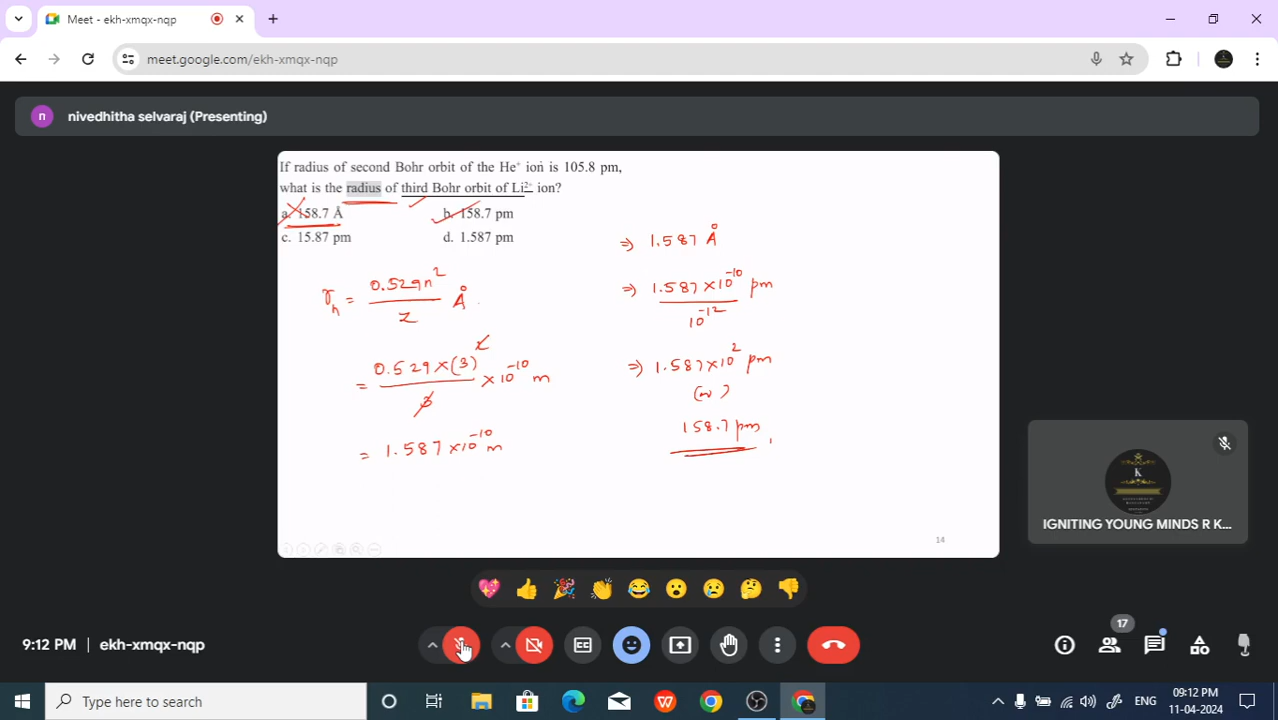 Meet - ekh-xmqx-nqp
meet.google.com/ekh-xmqx-nqp
n
nivedhitha selvaraj (Presenting)
If radius of second Bohr orbit of the He⁺ ion is 105.8 pm,
what is the radius of third Bohr orbit of Li²⁺ ion?
a. 158.7 Å b. 158.7 pm
c. 15.87 pm d. 1.587 pm
rₙ = 0.529n² / z Å
= 0.529 × (3)² / 3 × 10⁻¹⁰ m
= 1.587 × 10⁻¹⁰ m
⇒ 1.587 Å
⇒ 1.587 × 10⁻¹⁰ / 10⁻¹² pm
⇒ 1.587 × 10² pm
(or)
158.7 pm
14
K
IGNITING YOUNG MINDS R K...
9:12 PM | ekh-xmqx-nqp
17
Type here to search
ENG
09:12 PM
11-04-2024